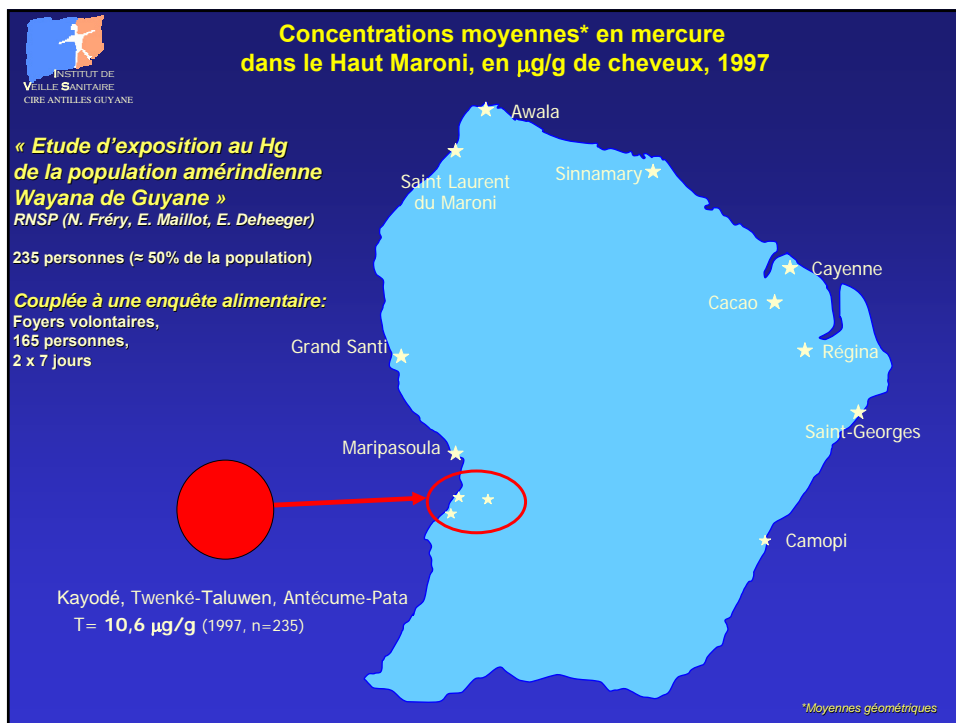 Concentrations moyennes* en mercure
dans le Haut Maroni, en µg/g de cheveux, 1997
INSTITUT DE
VEILLE SANITAIRE
CIRE ANTILLES GUYANE
« Etude d'exposition au Hg
de la population amérindienne
Wayana de Guyane »
RNSP (N. Fréry, E. Maillot, E. Deheeger)
235 personnes (≈ 50% de la population)
Couplée à une enquête alimentaire:
Foyers volontaires,
165 personnes,
2 x 7 jours
Awala
Saint Laurent
du Maroni
Sinnamary
Cayenne
Cacao
Grand Santi
Régina
Saint-Georges
Maripasoula
Camopi
Kayodé, Twenké-Taluwen, Antécume-Pata
T= 10,6 µg/g (1997, n=235)
*Moyennes géométriques